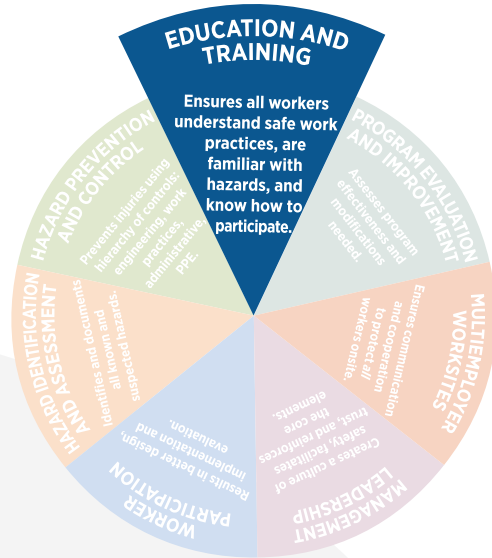 EDUCATION AND
TRAINING
Ensures all workers
understand safe work
practices, are
familiar with
hazards, and
know how to
participate.
PROGRAM EVALUATION
AND IMPROVEMENT
Assesses program
effectiveness and
modifications
needed.
MULTIEMPLOYER
WORKSITES
Ensures communication
and cooperation
to protect all
workers onsite.
MANAGEMENT
LEADERSHIP
Creates a culture of
safety, facilitates
trust, and reinforces
the core
elements.
WORKER
PARTICIPATION
Results in better design,
implementation and
evaluation.
HAZARD IDENTIFICATION
AND ASSESSMENT
Identifies and documents
all known and
suspected hazards.
HAZARD PREVENTION
AND CONTROL
Prevents injuries using
hierarchy of controls:
engineering, work
practices,
administrative,
PPE.